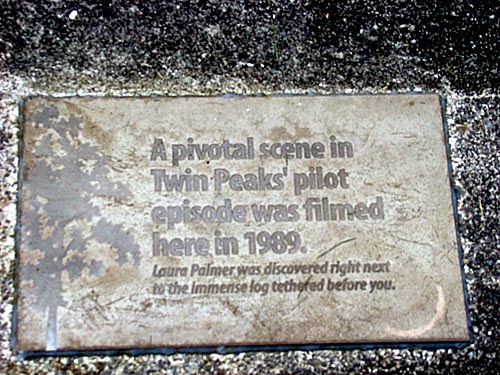 A pivotal scene in
Twin Peaks' pilot
episode was filmed
here in 1989.
Laura Palmer was discovered right next
to the immense log tethered before you.